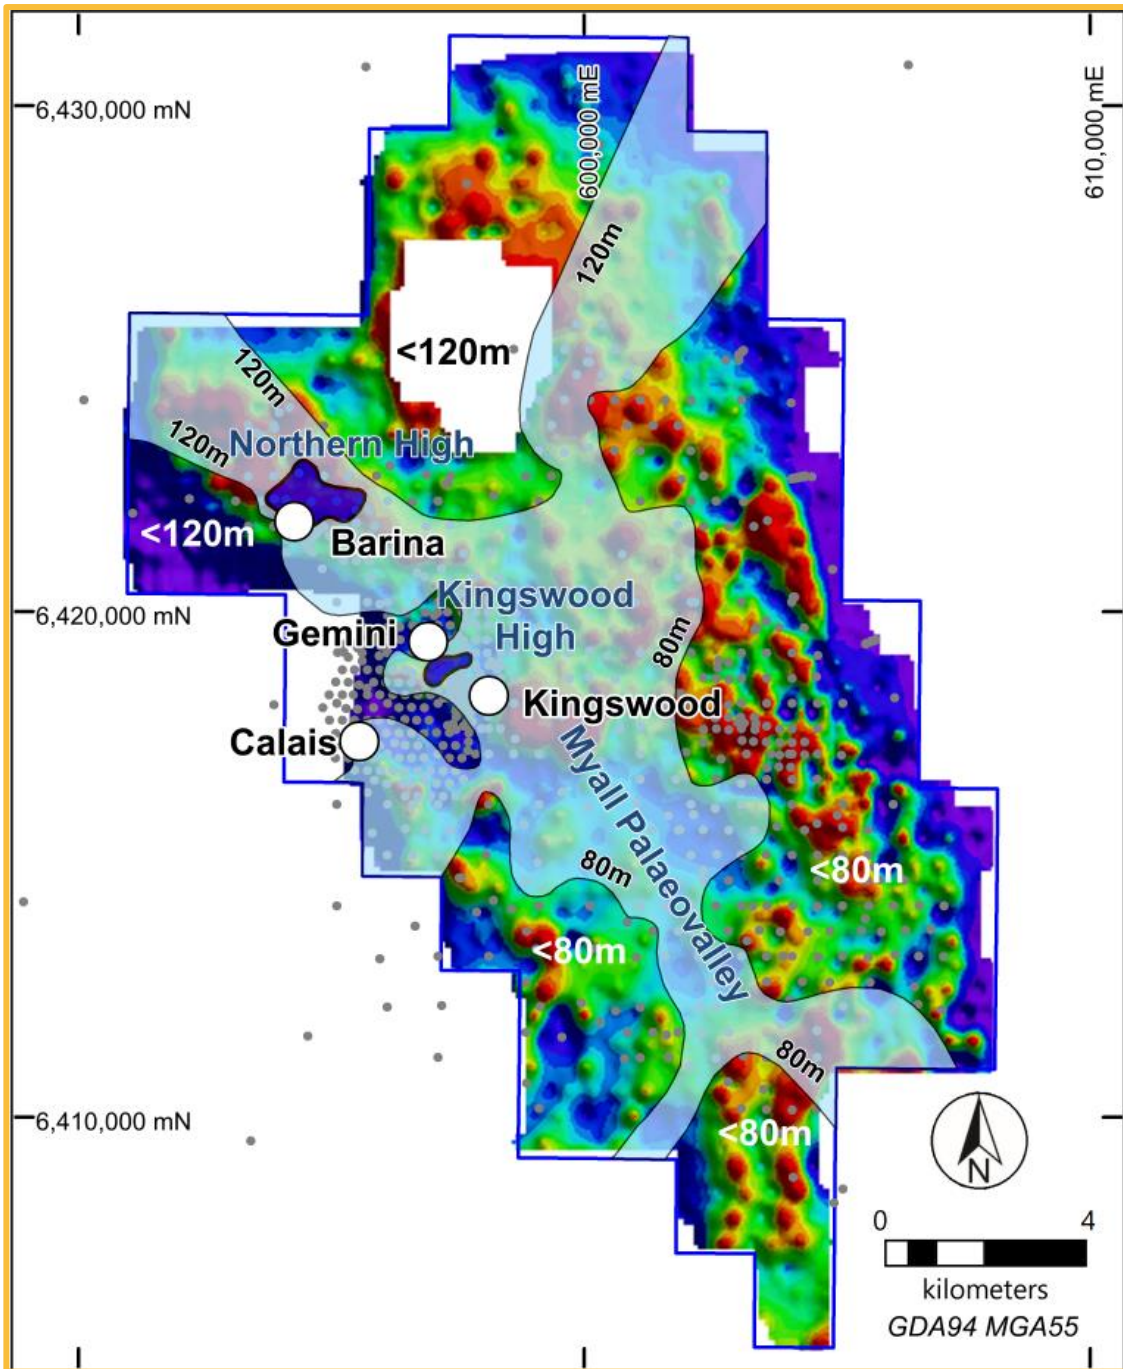 600,000 mE
610,000 mE
6,430,000 mN
120m
<120m
120m
120m
Northern High
<120m
Barina
Kingswood
High
6,420,000 mN
Gemini
80m
Kingswood
Calais
Myall Palaeovalley
80m
<80m
<80m
80m
6,410,000 mN
<80m
N
0 4
kilometers
GDA94 MGA55